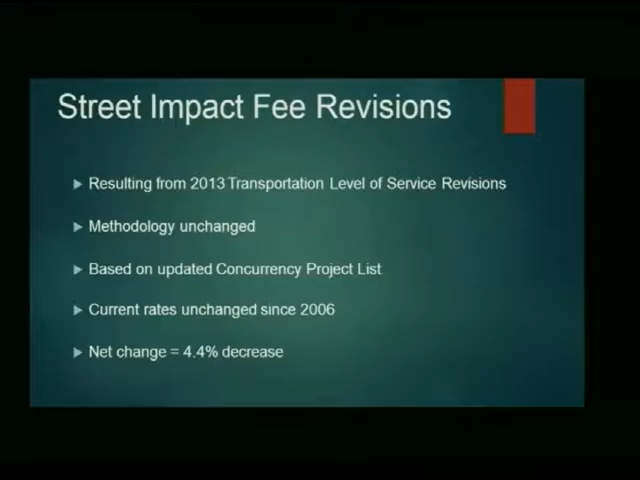 Street Impact Fee Revisions
Resulting from 2013 Transportation Level of Service Revisions
Methodology unchanged
Based on updated Concurrency Project List
Current rates unchanged since 2006
Net change = 4.4% decrease